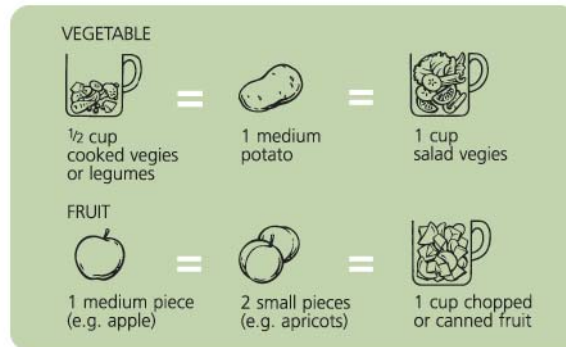 VEGETABLE
½ cup
cooked vegies
or legumes
=
1 medium
potato
=
1 cup
salad vegies
FRUIT
1 medium piece
(e.g. apple)
=
2 small pieces
(e.g. apricots)
=
1 cup chopped
or canned fruit